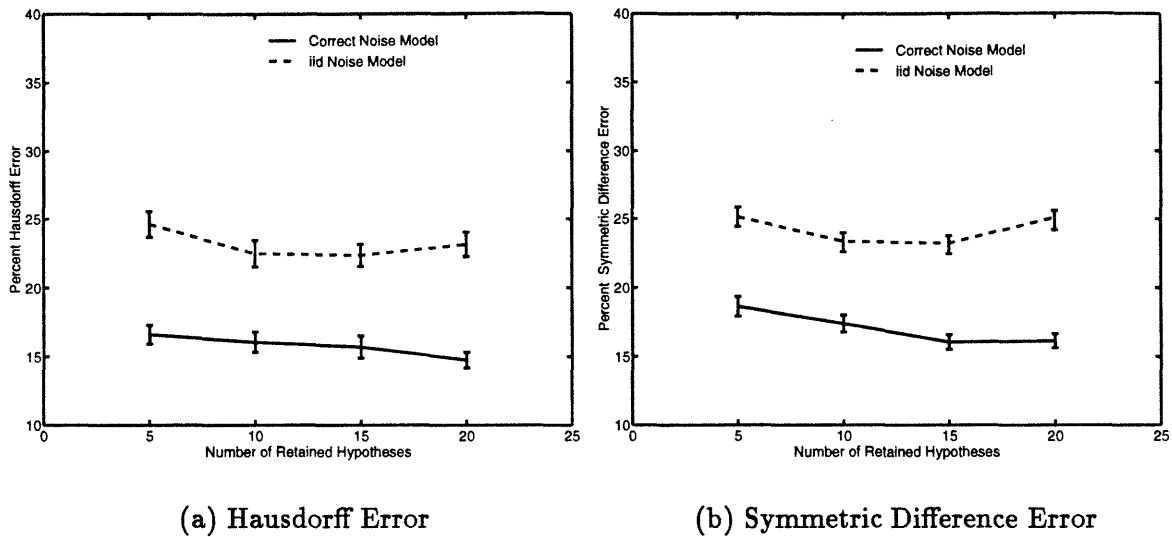 40
35
30
25
20
15
10
0
5
10
15
20
25
Percent Hausdorff Error
Number of Retained Hypotheses
Correct Noise Model
iid Noise Model
(a) Hausdorff Error
40
35
30
25
20
15
10
0
5
10
15
20
25
Percent Symmetric Difference Error
Number of Retained Hypotheses
Correct Noise Model
iid Noise Model
(b) Symmetric Difference Error